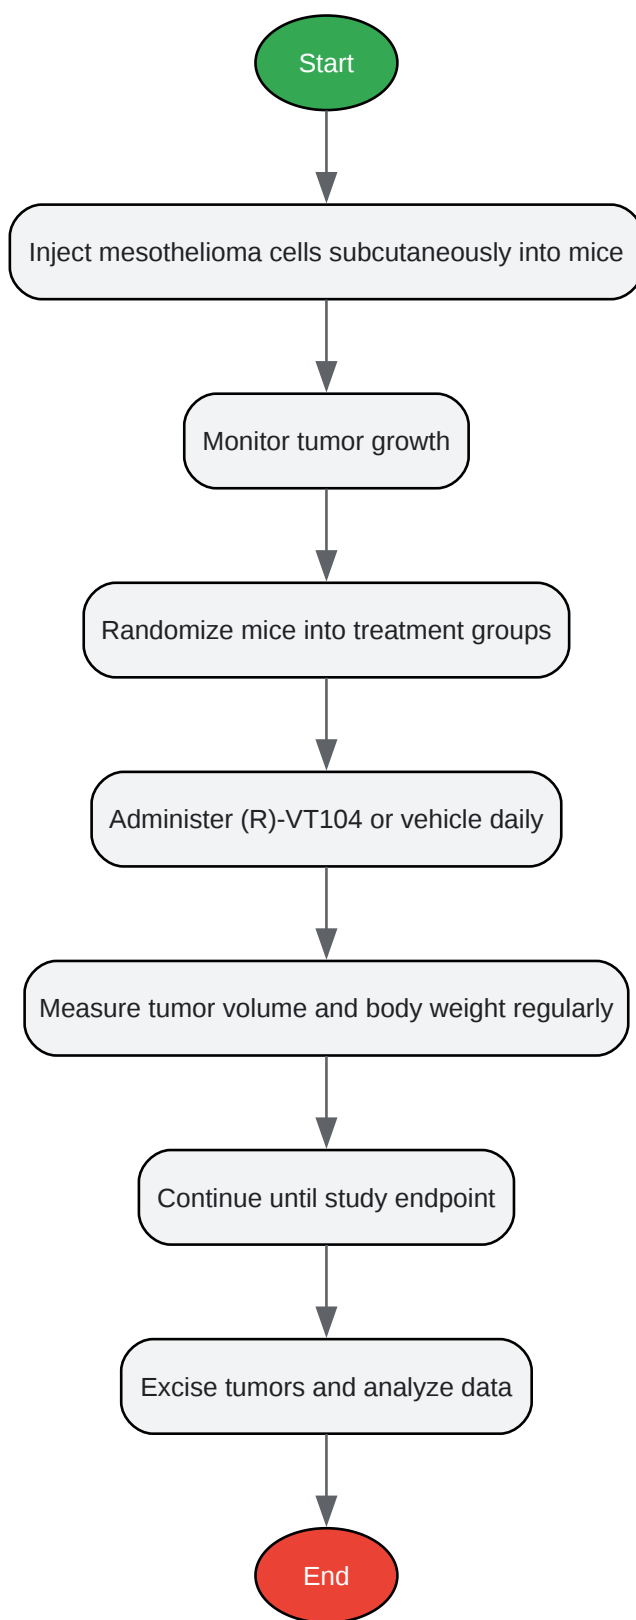 Start
Inject mesothelioma cells subcutaneously into mice
Monitor tumor growth
Randomize mice into treatment groups
Administer (R)-VT104 or vehicle daily
Measure tumor volume and body weight regularly
Continue until study endpoint
Excise tumors and analyze data
End